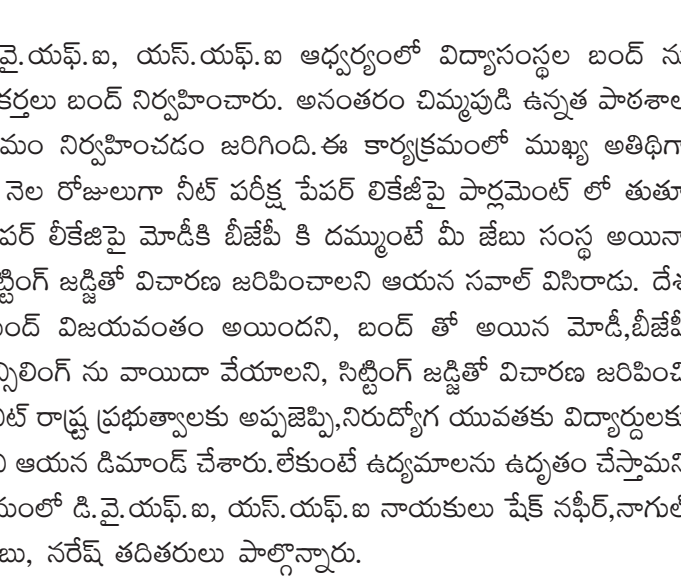 వై.యఫ్.ఐ, యస్.యఫ్.ఐ ఆధ్వర్యంలో విద్యాసంస్థల బంద్ ను
కర్తలు బంద్ నిర్వహించారు. అనంతరం చిమ్మపుడి ఉన్నత పాఠశాల
మం నిర్వహించడం జరిగింది.ఈ కార్యక్రమంలో ముఖ్య అతిథిగా
నెల రోజులుగా నీట్ పరీక్ష పేపర్ లికేజీపై పార్లమెంట్ లో తుతూ
పర్ లీకేజిపై మోడీకి బీజేపీ కి దమ్ముంటే మీ జేబు సంస్థ అయినా
ట్టింగ్ జడ్జితో విచారణ జరిపించాలని ఆయన సవాల్ విసిరాడు. దేశ
బంద్ విజయవంతం అయిందని, బంద్ తో అయిన మోడీ,బీజేపీ
న్సిలింగ్ ను వాయిదా వేయాలని, సిట్టింగ్ జడ్జితో విచారణ జరిపించి
ట్ రాష్ట్ర ప్రభుత్వాలకు అప్పజెప్పి,నిరుద్యోగ యువతకు విద్యార్దులకు
ఆయన డిమాండ్ చేశారు.లేకుంటే ఉద్యమాలను ఉదృతం చేస్తామని
మంలో డి.వై.యఫ్.ఐ, యస్.యఫ్.ఐ నాయకులు షేక్ నఫీర్,నాగుల్
బు, నరేష్ తదితరులు పాల్గొన్నారు.